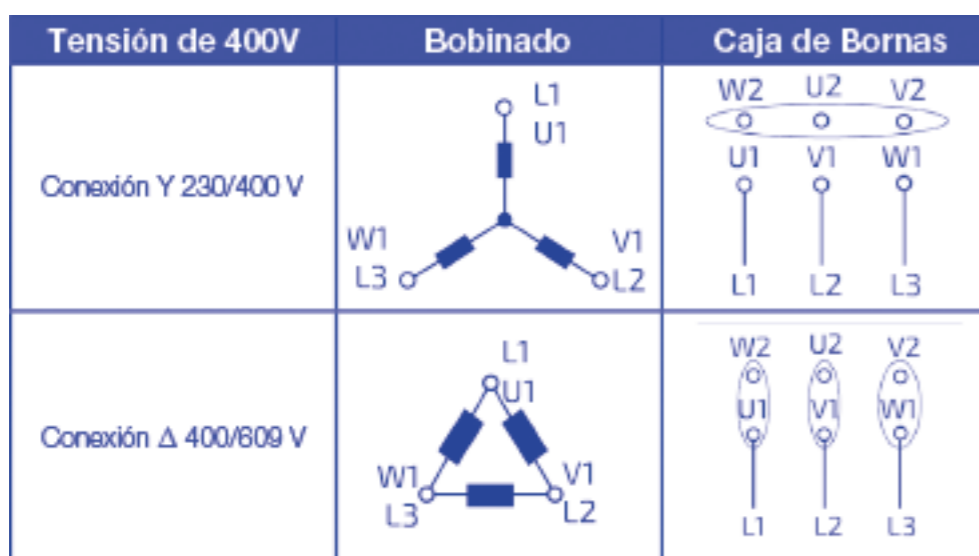 Tensión de 400V Bobinado Caja de Bornas
Conexión Y 230/400 V
L1
U1
W1
L3
V1
L2
W2 U2 V2
U1 V1 W1
L1 L2 L3
Conexión Δ 400/609 V
L1
U1
W1
L3
V1
L2
W2 U2 V2
U1 V1 W1
L1 L2 L3